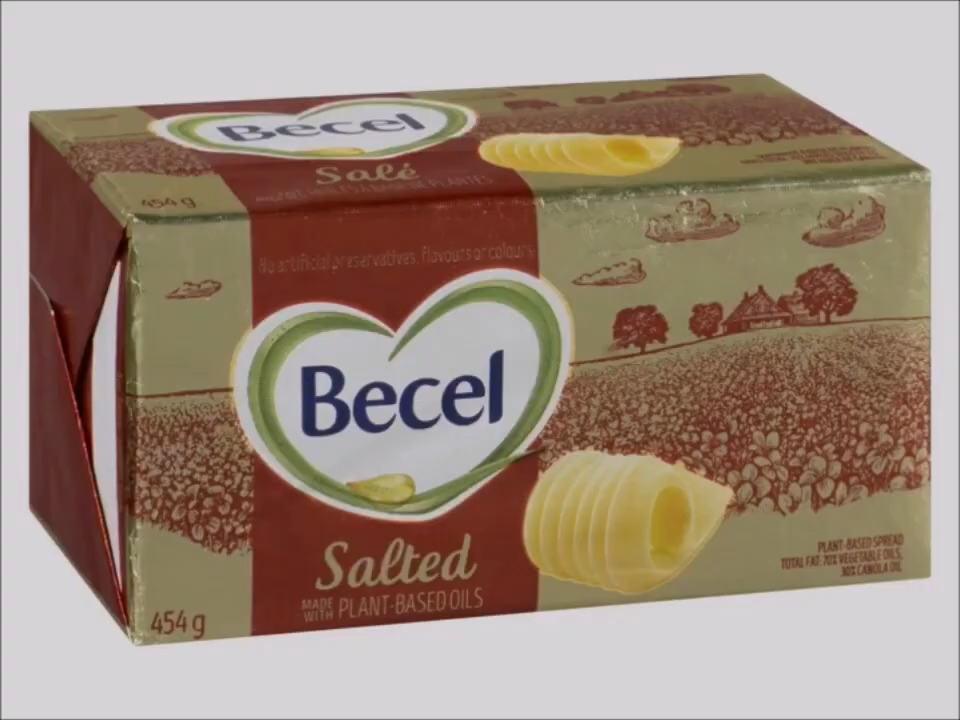 Becel
Salé
454 g
No artificial preservatives, flavours or colours
Becel
Salted
MADE WITH PLANT-BASED OILS
454 g
PLANT-BASED SPREAD
TOTAL FAT: 70% VEGETABLE OILS,
30% CANOLA OIL